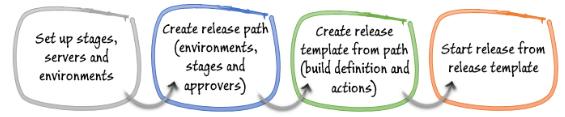 Set up stages,
servers and
environments
Create release path
(environments,
stages and
approvers)
Create release
template from path
(build definition and
actions)
Start release from
release template